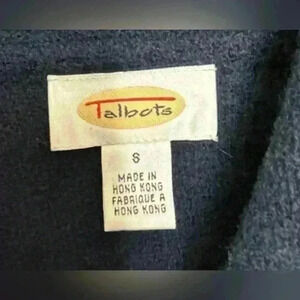 Talbots
S
MADE IN
HONG KONG
FABRIQUE A
HONG KONG